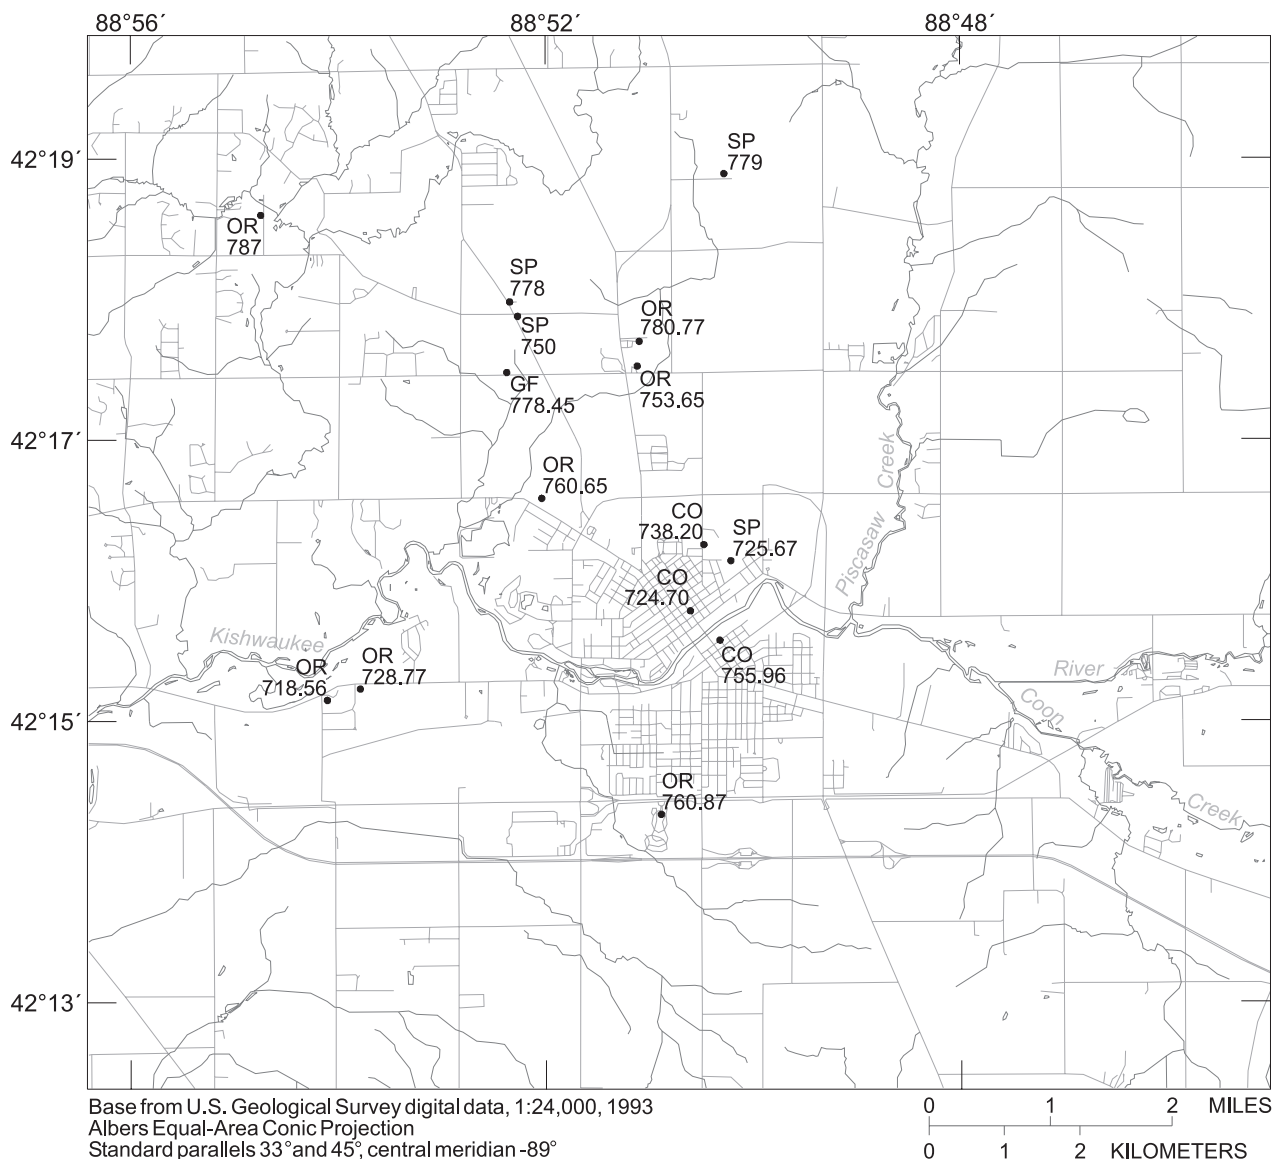 88°56´
88°52´
88°48´
42°19´
SP
779
OR
787
SP
778
SP
750
OR
780.77
GF
778.45
OR
753.65
42°17´
Creek
Piscasaw
OR
760.65
CO
738.20
SP
725.67
CO
724.70
Kishwaukee
OR
718.56
OR
728.77
CO
755.96
River
Coon
42°15´
OR
760.87
Creek
42°13´
Base from U.S. Geological Survey digital data, 1:24,000, 1993
Albers Equal-Area Conic Projection
Standard parallels 33° and 45°, central meridian -89°
0 1 2 MILES
0 1 2 KILOMETERS